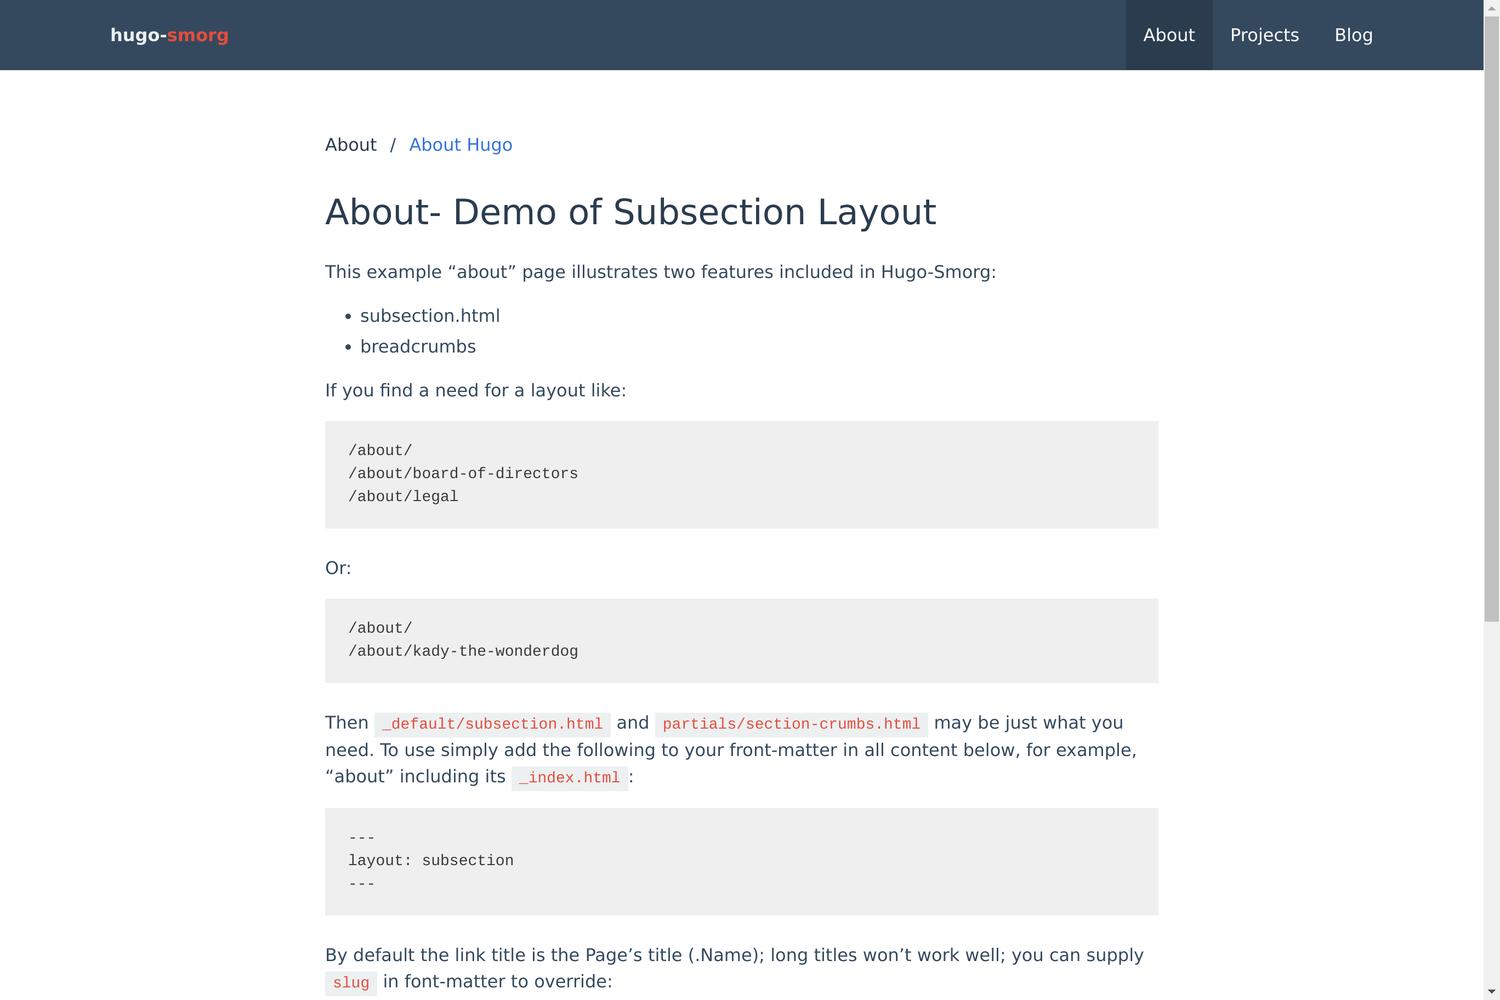 hugo-smorg
About Projects Blog
About / About Hugo
About- Demo of Subsection Layout
This example “about” page illustrates two features included in Hugo-Smorg:
• subsection.html
• breadcrumbs
If you find a need for a layout like:
/about/
/about/board-of-directors
/about/legal
Or:
/about/
/about/kady-the-wonderdog
Then _default/subsection.html and partials/section-crumbs.html may be just what you
need. To use simply add the following to your front-matter in all content below, for example,
“about” including its _index.html:
---
layout: subsection
---
By default the link title is the Page’s title (.Name); long titles won’t work well; you can supply
slug in font-matter to override: